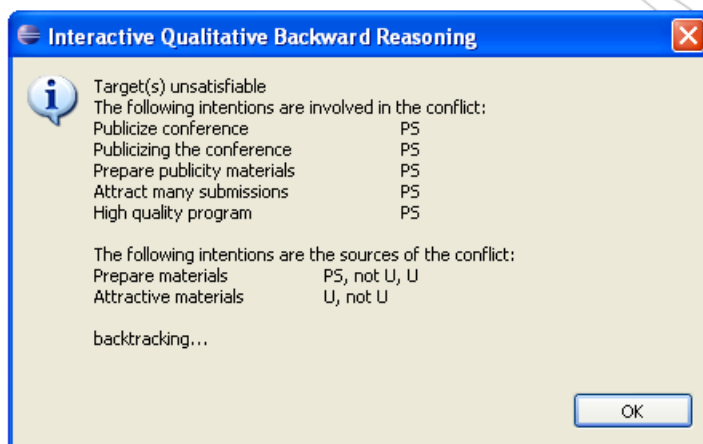 Interactive Qualitative Backward Reasoning
Target(s) unsatisfiable
The following intentions are involved in the conflict:
Publicize conference PS
Publicizing the conference PS
Prepare publicity materials PS
Attract many submissions PS
High quality program PS
The following intentions are the sources of the conflict:
Prepare materials PS, not U, U
Attractive materials U, not U
backtracking...
OK